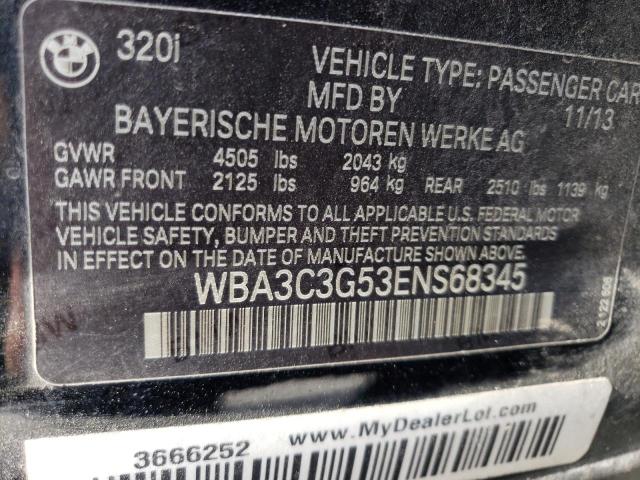 320i
VEHICLE TYPE: PASSENGER CAR
MFD BY 11/13
BAYERISCHE MOTOREN WERKE AG
GVWR 4505 lbs 2043 kg
GAWR FRONT 2125 lbs 964 kg REAR 2510 lbs 1139 kg
THIS VEHICLE CONFORMS TO ALL APPLICABLE U.S. FEDERAL MOTOR
VEHICLE SAFETY, BUMPER AND THEFT PREVENTION STANDARDS
IN EFFECT ON THE DATE OF MANUFACTURE SHOWN ABOVE.
WBA3C3G53ENS68345
3666252 www.MyDealerLot.com